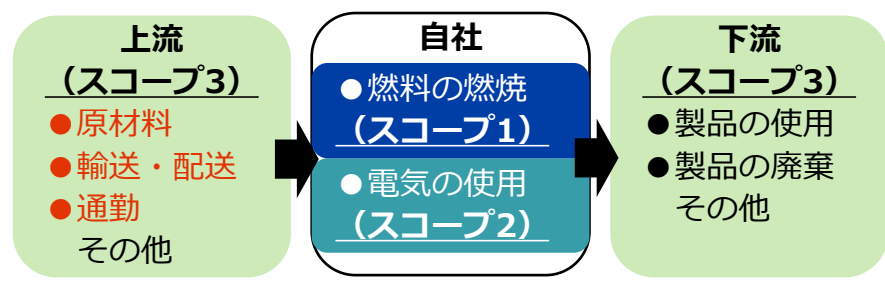 上流
（スコープ3）
●原材料
●輸送・配送
●通勤
その他
自社
●燃料の燃焼
（スコープ1）
●電気の使用
（スコープ2）
下流
（スコープ3）
●製品の使用
●製品の廃棄
その他